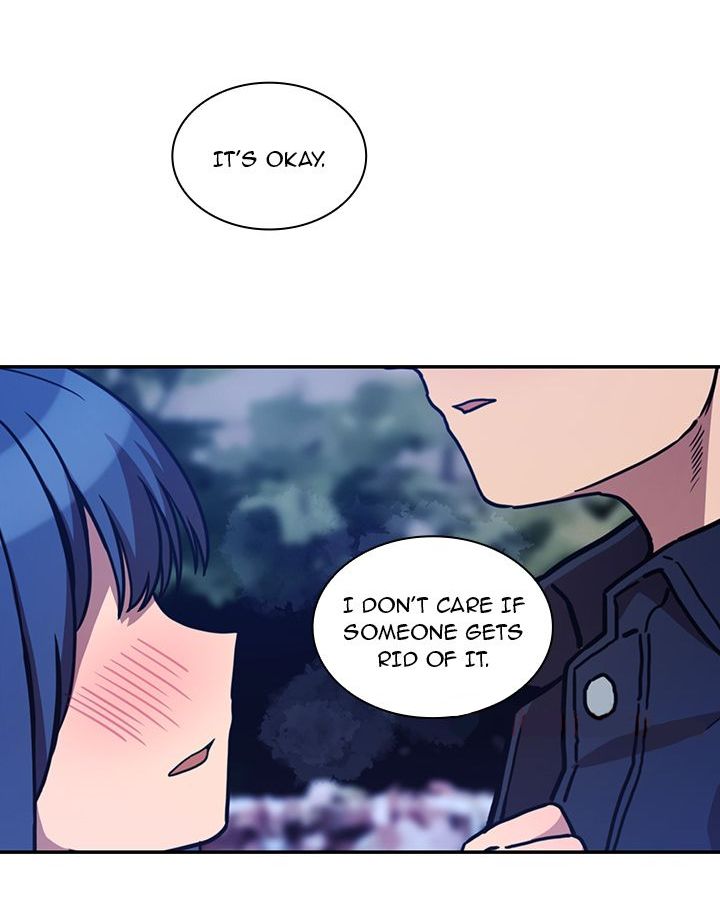 IT'S OKAY.
I DON'T CARE IF
SOMEONE GETS
RID OF IT.